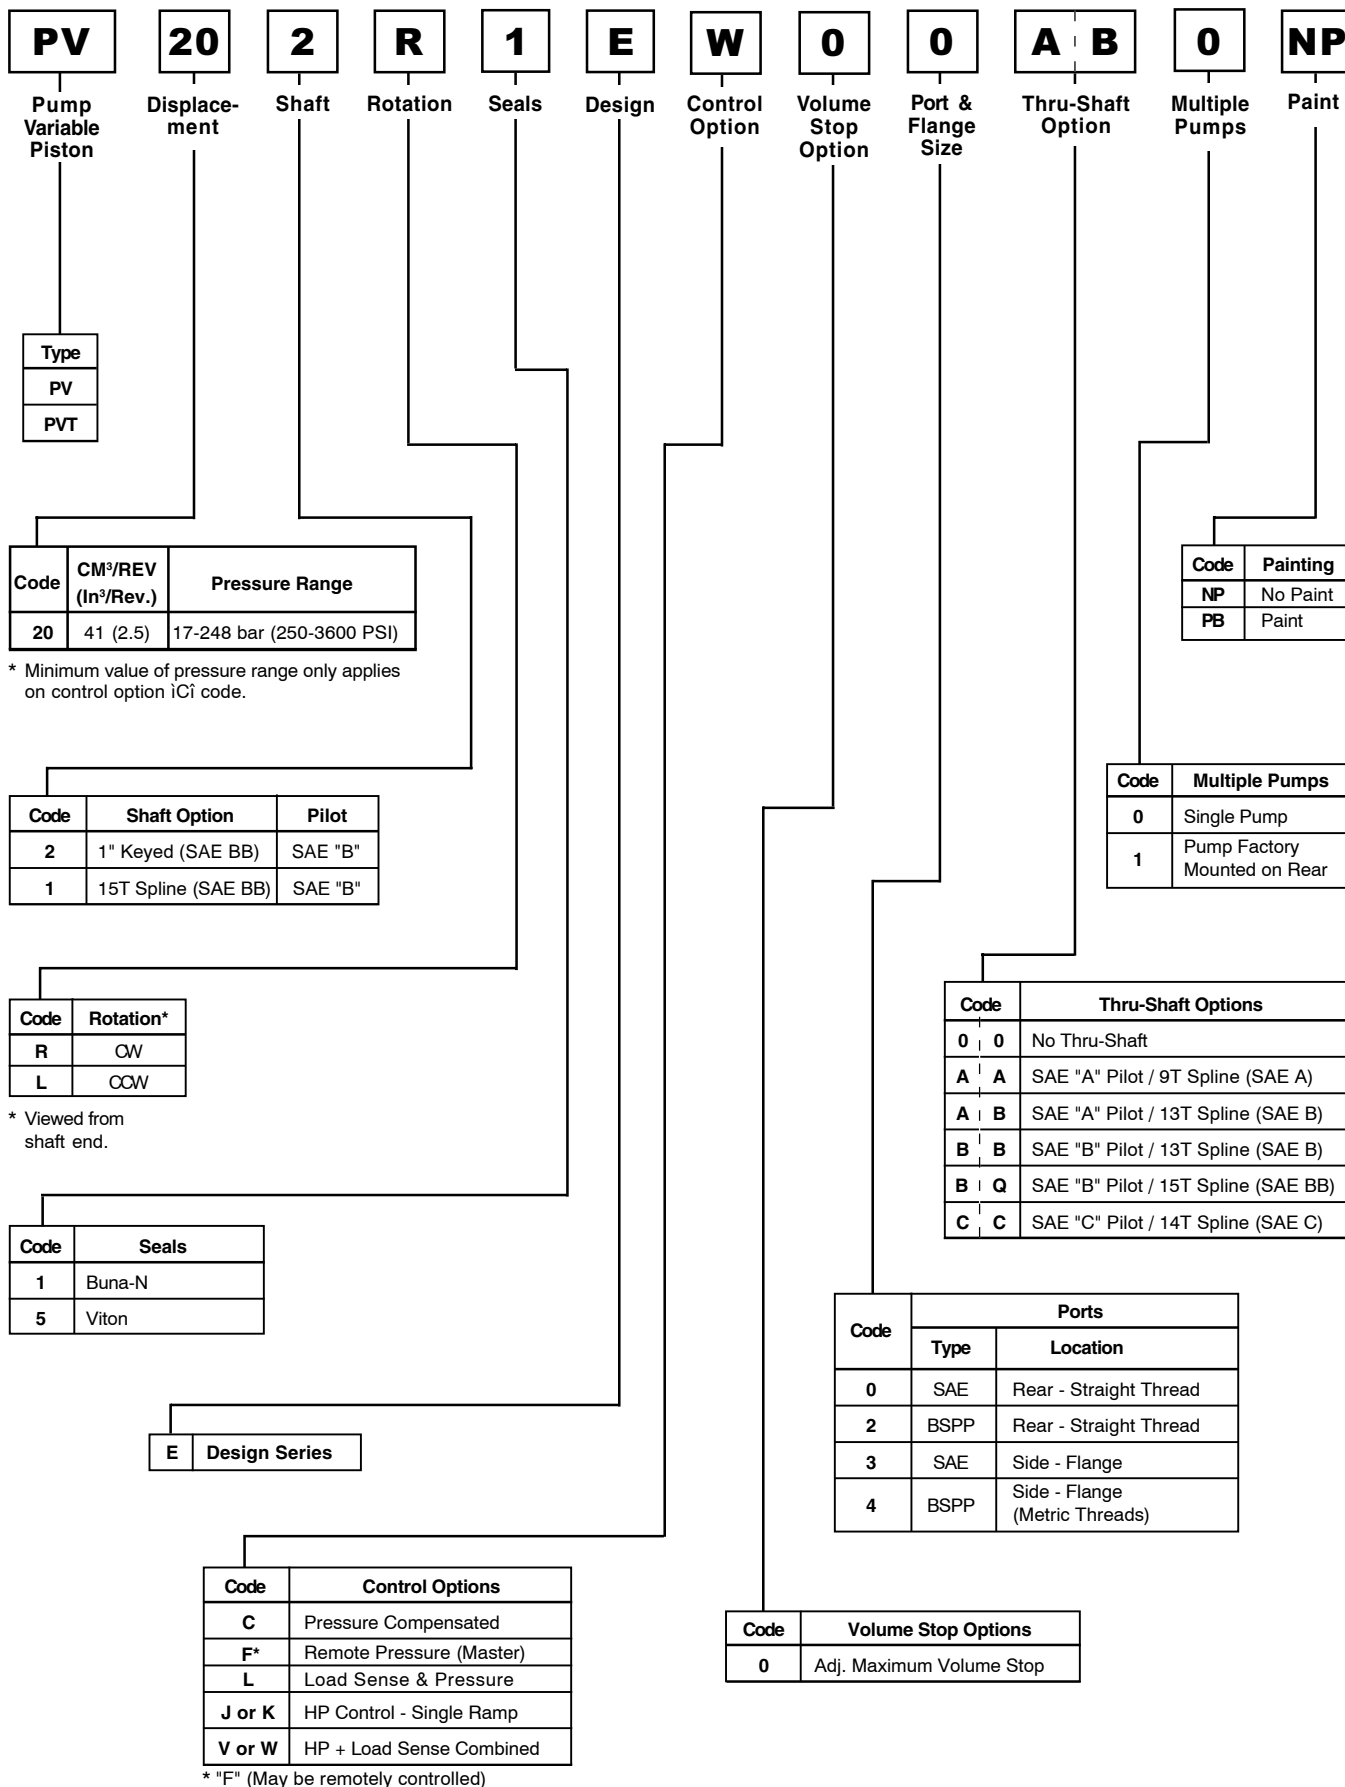 PV 20 2 R 1 E W 0 0 A B 0 NP
Pump Variable Piston
Displace-ment
Shaft
Rotation
Seals
Design
Control Option
Volume Stop Option
Port & Flange Size
Thru-Shaft Option
Multiple Pumps
Paint
Type
PV
PVT
Code CM³/REV (In³/Rev.) Pressure Range
20 41 (2.5) 17-248 bar (250-3600 PSI)
* Minimum value of pressure range only applies
on control option ìCî code.
Code Painting
NP No Paint
PB Paint
Code Shaft Option Pilot
2 1" Keyed (SAE BB) SAE "B"
1 15T Spline (SAE BB) SAE "B"
Code Multiple Pumps
0 Single Pump
1 Pump Factory
Mounted on Rear
Code Rotation*
R CW
L CCW
* Viewed from
shaft end.
Code Thru-Shaft Options
0 0 No Thru-Shaft
A A SAE "A" Pilot / 9T Spline (SAE A)
A B SAE "A" Pilot / 13T Spline (SAE B)
B B SAE "B" Pilot / 13T Spline (SAE B)
B Q SAE "B" Pilot / 15T Spline (SAE BB)
C C SAE "C" Pilot / 14T Spline (SAE C)
Code Seals
1 Buna-N
5 Viton
Code Ports
Type Location
0 SAE Rear - Straight Thread
2 BSPP Rear - Straight Thread
3 SAE Side - Flange
4 BSPP Side - Flange
(Metric Threads)
E Design Series
Code Control Options
C Pressure Compensated
F* Remote Pressure (Master)
L Load Sense & Pressure
J or K HP Control - Single Ramp
V or W HP + Load Sense Combined
* "F" (May be remotely controlled)
Code Volume Stop Options
0 Adj. Maximum Volume Stop